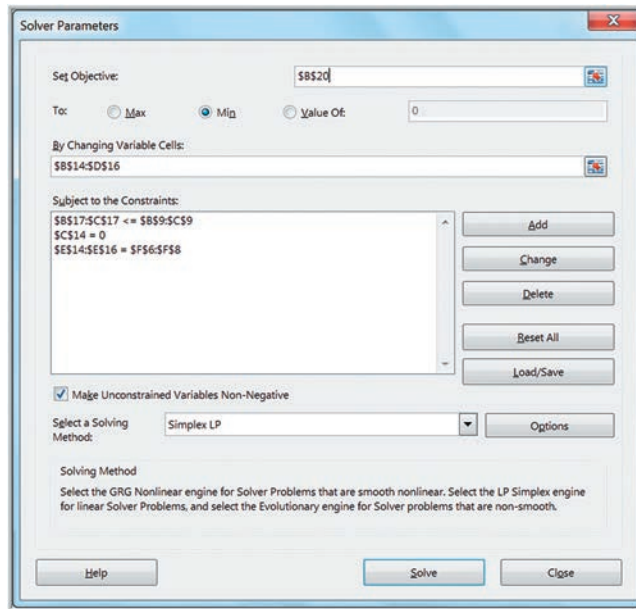 Solver Parameters
Set Objective: $B$20
To: Max Min Value Of: 0
By Changing Variable Cells:
$B$14:$D$16
Subject to the Constraints:
$B$17:$C$17 <= $B$9:$C$9
$C$14 = 0
$E$14:$E$16 = $F$6:$F$8
Add
Change
Delete
Reset All
Load/Save
Make Unconstrained Variables Non-Negative
Select a Solving Method: Simplex LP Options
Solving Method
Select the GRG Nonlinear engine for Solver Problems that are smooth nonlinear. Select the LP Simplex engine
for linear Solver Problems, and select the Evolutionary engine for Solver problems that are non-smooth.
Help Solve Close